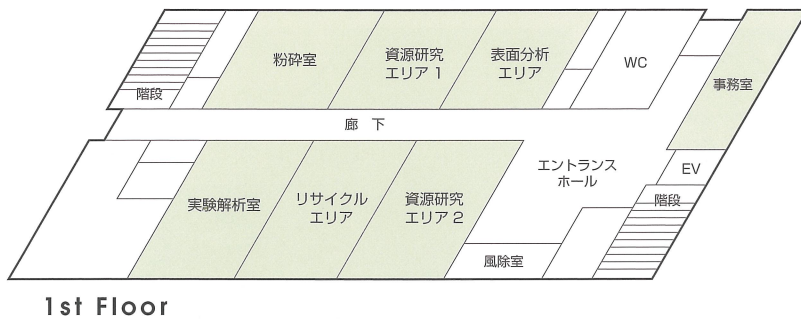 粉砕室
資源研究
エリア 1
表面分析
エリア
WC
事務室
階段
廊 下
エントランス
ホール
EV
階段
実験解析室
リサイクル
エリア
資源研究
エリア 2
風除室
1st Floor